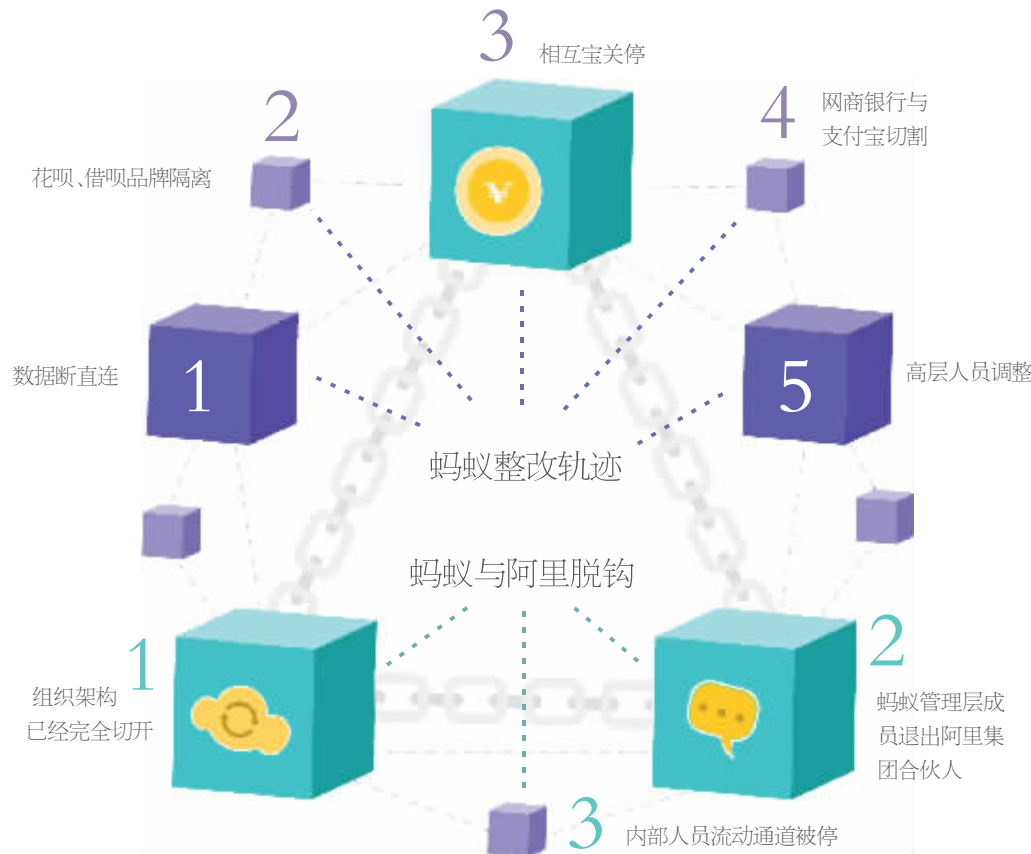 3
相互宝关停
2
4
网商银行与
支付宝切割
花呗、借呗品牌隔离
¥
数据断直连
1
5
高层人员调整
蚂蚁整改轨迹
蚂蚁与阿里脱钩
1
组织架构
已经完全切开
2
蚂蚁管理层成
员退出阿里集
团合伙人
3
内部人员流动通道被停